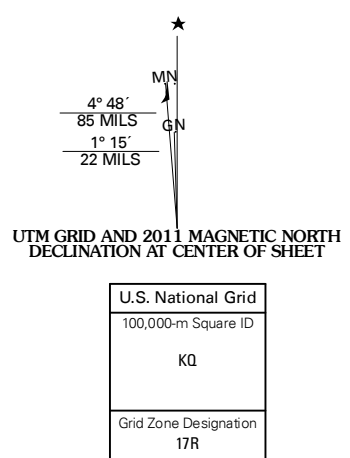 ★
MN
4° 48´
85 MILS
GN
1° 15´
22 MILS
UTM GRID AND 2011 MAGNETIC NORTH
DECLINATION AT CENTER OF SHEET
U.S. National Grid
100,000-m Square ID
KQ
Grid Zone Designation
17R